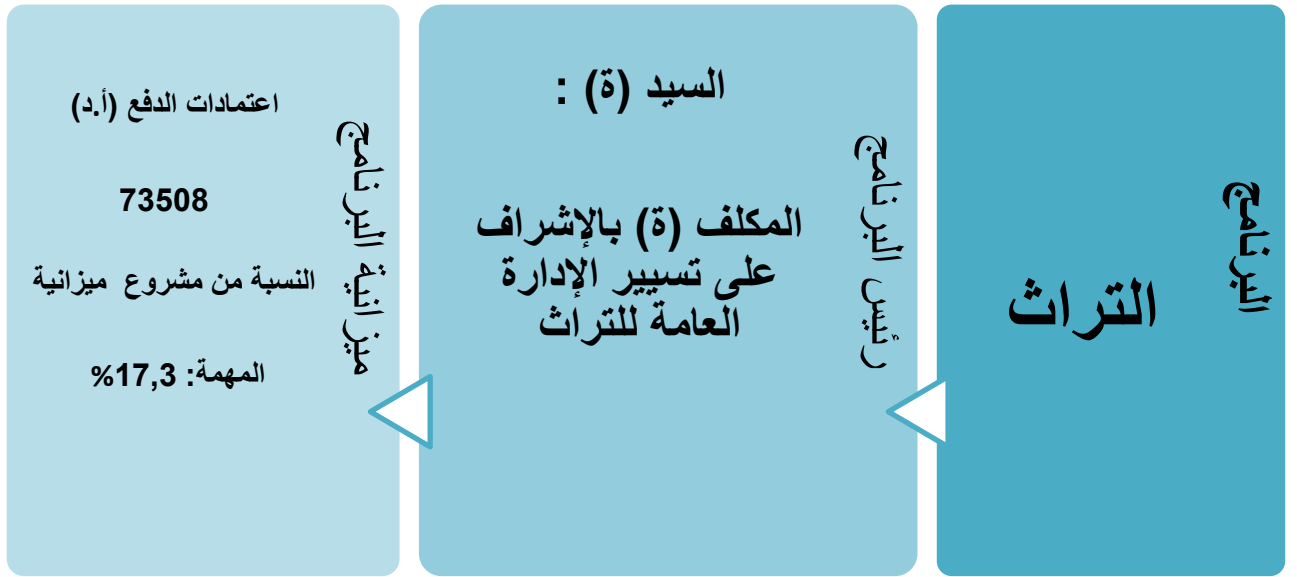 البرنامج
التراث
رئيس البرنامج
السيد (ة) :
المكلف (ة) بالإشراف
على تسيير الإدارة
العامة للتراث
ميزانية البرنامج
اعتمادات الدفع (أ.د)
73508
النسبة من مشروع ميزانية
المهمة: 17,3%